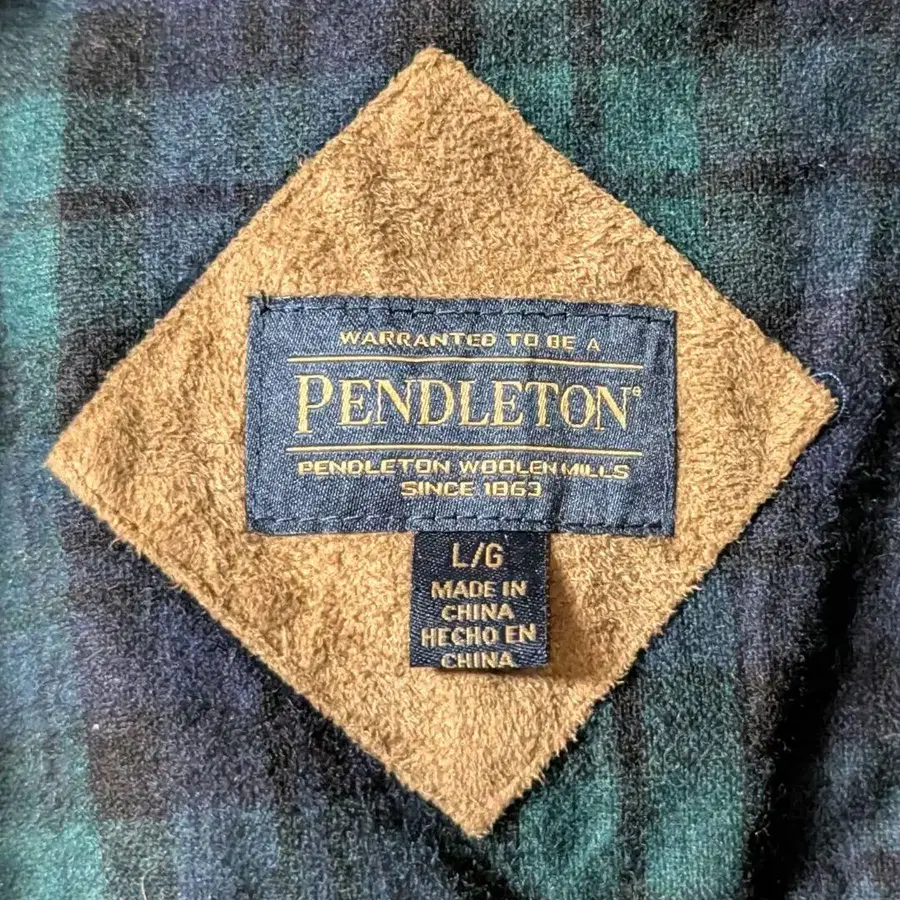 WARRANTED TO BE A
PENDLETON®
PENDLETON WOOLEN MILLS
SINCE 1863
L/G
MADE IN
CHINA
HECHO EN
CHINA